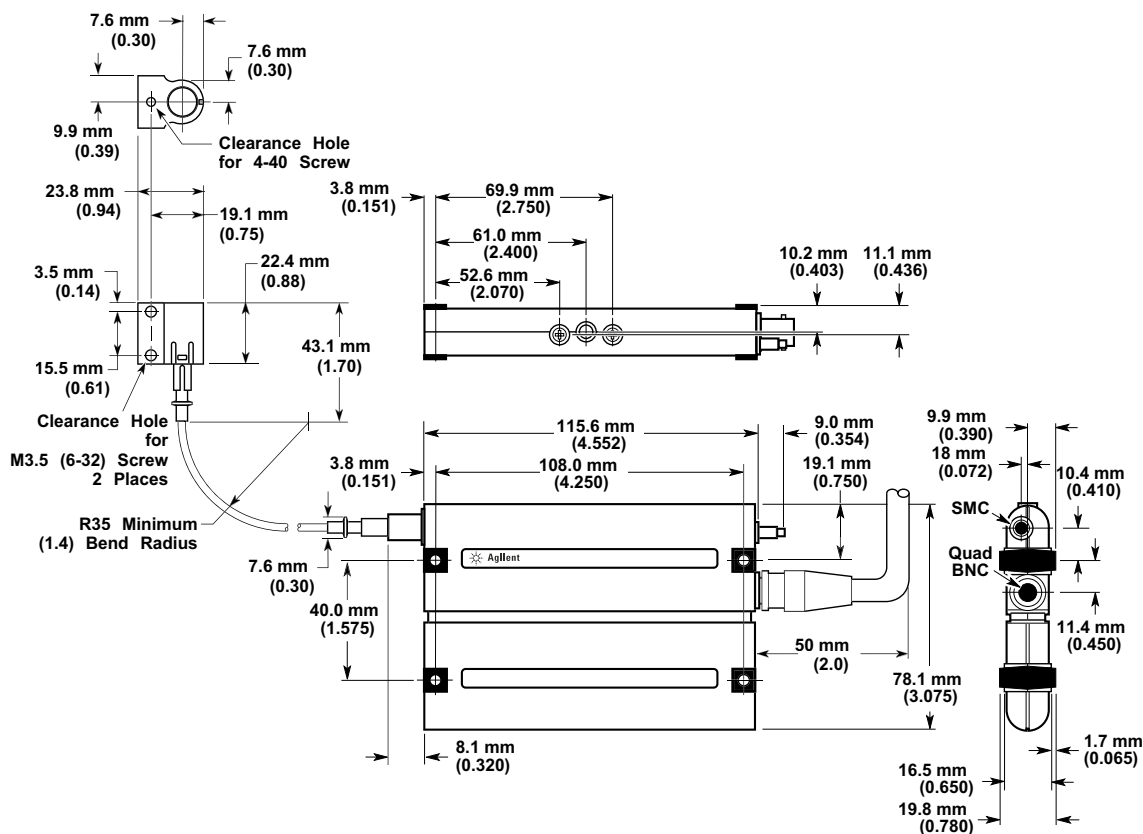 7.6 mm
(0.30)
7.6 mm
(0.30)
9.9 mm
(0.39)
Clearance Hole
for 4-40 Screw
23.8 mm
(0.94)
19.1 mm
(0.75)
3.5 mm
(0.14)
22.4 mm
(0.88)
43.1 mm
(1.70)
15.5 mm
(0.61)
Clearance Hole
for
M3.5 (6-32) Screw
2 Places
R35 Minimum
(1.4) Bend Radius
3.8 mm
(0.151)
69.9 mm
(2.750)
61.0 mm
(2.400)
52.6 mm
(2.070)
10.2 mm
(0.403)
11.1 mm
(0.436)
115.6 mm
(4.552)
9.0 mm
(0.354)
3.8 mm
(0.151)
108.0 mm
(4.250)
19.1 mm
(0.750)
Agilent
7.6 mm
(0.30)
40.0 mm
(1.575)
50 mm
(2.0)
78.1 mm
(3.075)
8.1 mm
(0.320)
9.9 mm
(0.390)
18 mm
(0.072)
10.4 mm
(0.410)
SMC
Quad
BNC
11.4 mm
(0.450)
1.7 mm
(0.065)
16.5 mm
(0.650)
19.8 mm
(0.780)